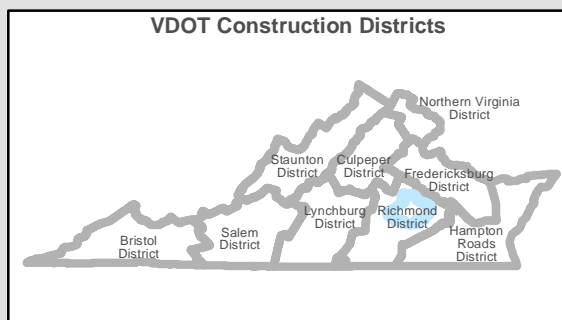 VDOT Construction Districts
Northern Virginia
District
Staunton
District
Culpeper
District
Fredericksburg
District
Lynchburg
District
Richmond
District
Hampton
Roads
District
Salem
District
Bristol
District